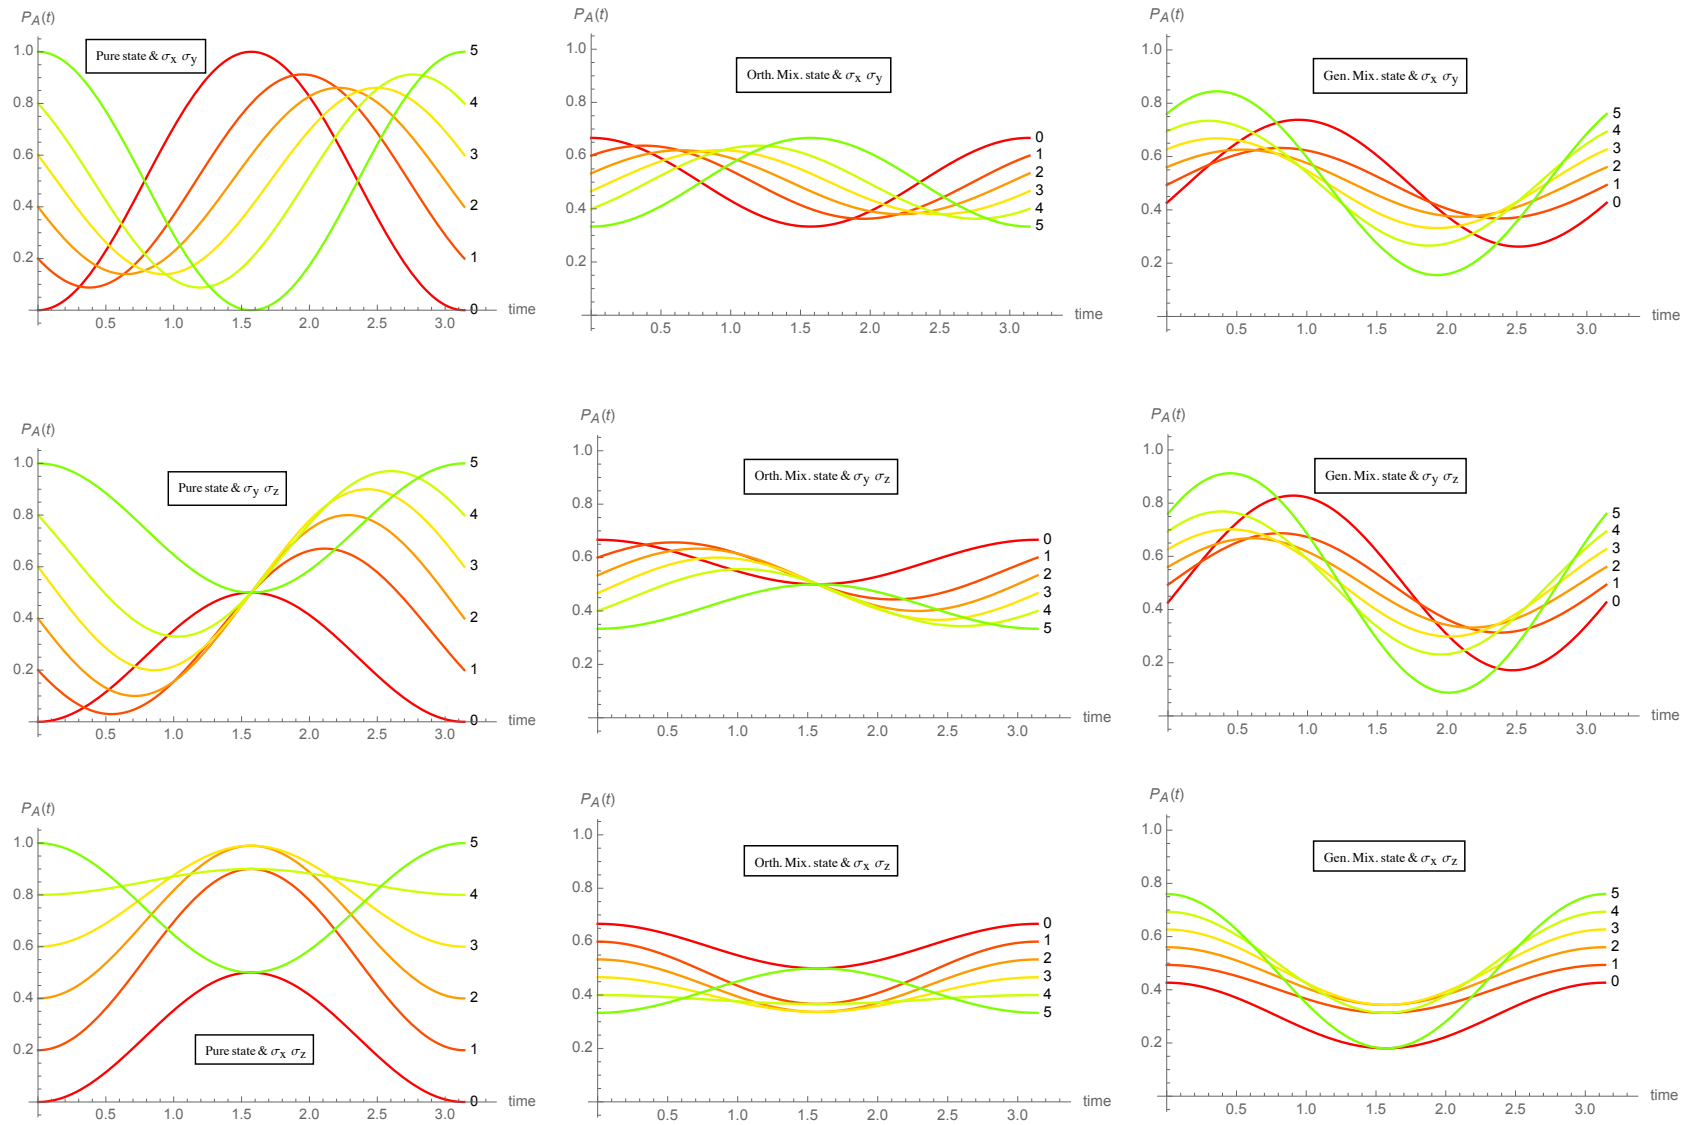 P_A(t)
Pure state & σx σy
1.0
0.8
0.6
0.4
0.2
0.5 1.0 1.5 2.0 2.5 3.0
time
5
4
3
2
1
0
P_A(t)
Orth. Mix. state & σx σy
1.0
0.8
0.6
0.4
0.2
0.5 1.0 1.5 2.0 2.5 3.0
time
0
1
2
3
4
5
P_A(t)
Gen. Mix. state & σx σy
1.0
0.8
0.6
0.4
0.2
0.5 1.0 1.5 2.0 2.5 3.0
time
5
4
3
2
1
0
P_A(t)
Pure state & σy σz
1.0
0.8
0.6
0.4
0.2
0.5 1.0 1.5 2.0 2.5 3.0
time
5
4
3
2
1
0
P_A(t)
Orth. Mix. state & σy σz
1.0
0.8
0.6
0.4
0.2
0.5 1.0 1.5 2.0 2.5 3.0
time
0
1
2
3
4
5
P_A(t)
Gen. Mix. state & σy σz
1.0
0.8
0.6
0.4
0.2
0.5 1.0 1.5 2.0 2.5 3.0
time
5
4
3
2
1
0
P_A(t)
1.0
0.8
0.6
0.4
0.2
Pure state & σx σz
0.5 1.0 1.5 2.0 2.5 3.0
time
5
4
3
2
1
0
P_A(t)
Orth. Mix. state & σx σz
1.0
0.8
0.6
0.4
0.2
0.5 1.0 1.5 2.0 2.5 3.0
time
0
1
2
3
4
5
P_A(t)
Gen. Mix. state & σx σz
1.0
0.8
0.6
0.4
0.2
0.5 1.0 1.5 2.0 2.5 3.0
time
5
4
3
2
1
0